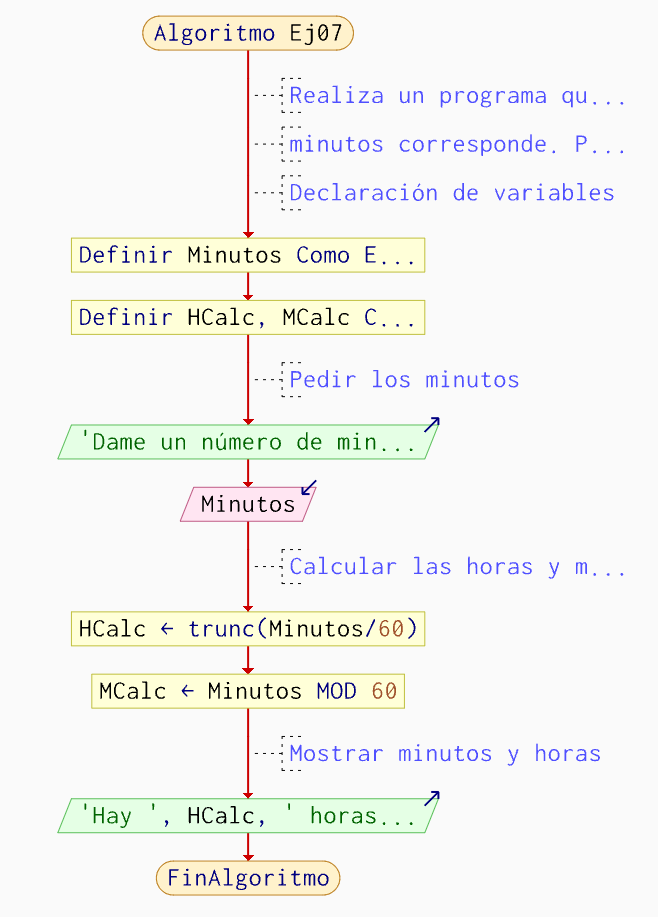 Algoritmo Ej07
Realiza un programa qu...
minutos corresponde. P...
Declaración de variables
Definir Minutos Como E...
Definir HCalc, MCalc C...
Pedir los minutos
'Dame un número de min...
Minutos
Calcular las horas y m...
HCalc ← trunc(Minutos/60)
MCalc ← Minutos MOD 60
Mostrar minutos y horas
'Hay ', HCalc, ' horas...
FinAlgoritmo